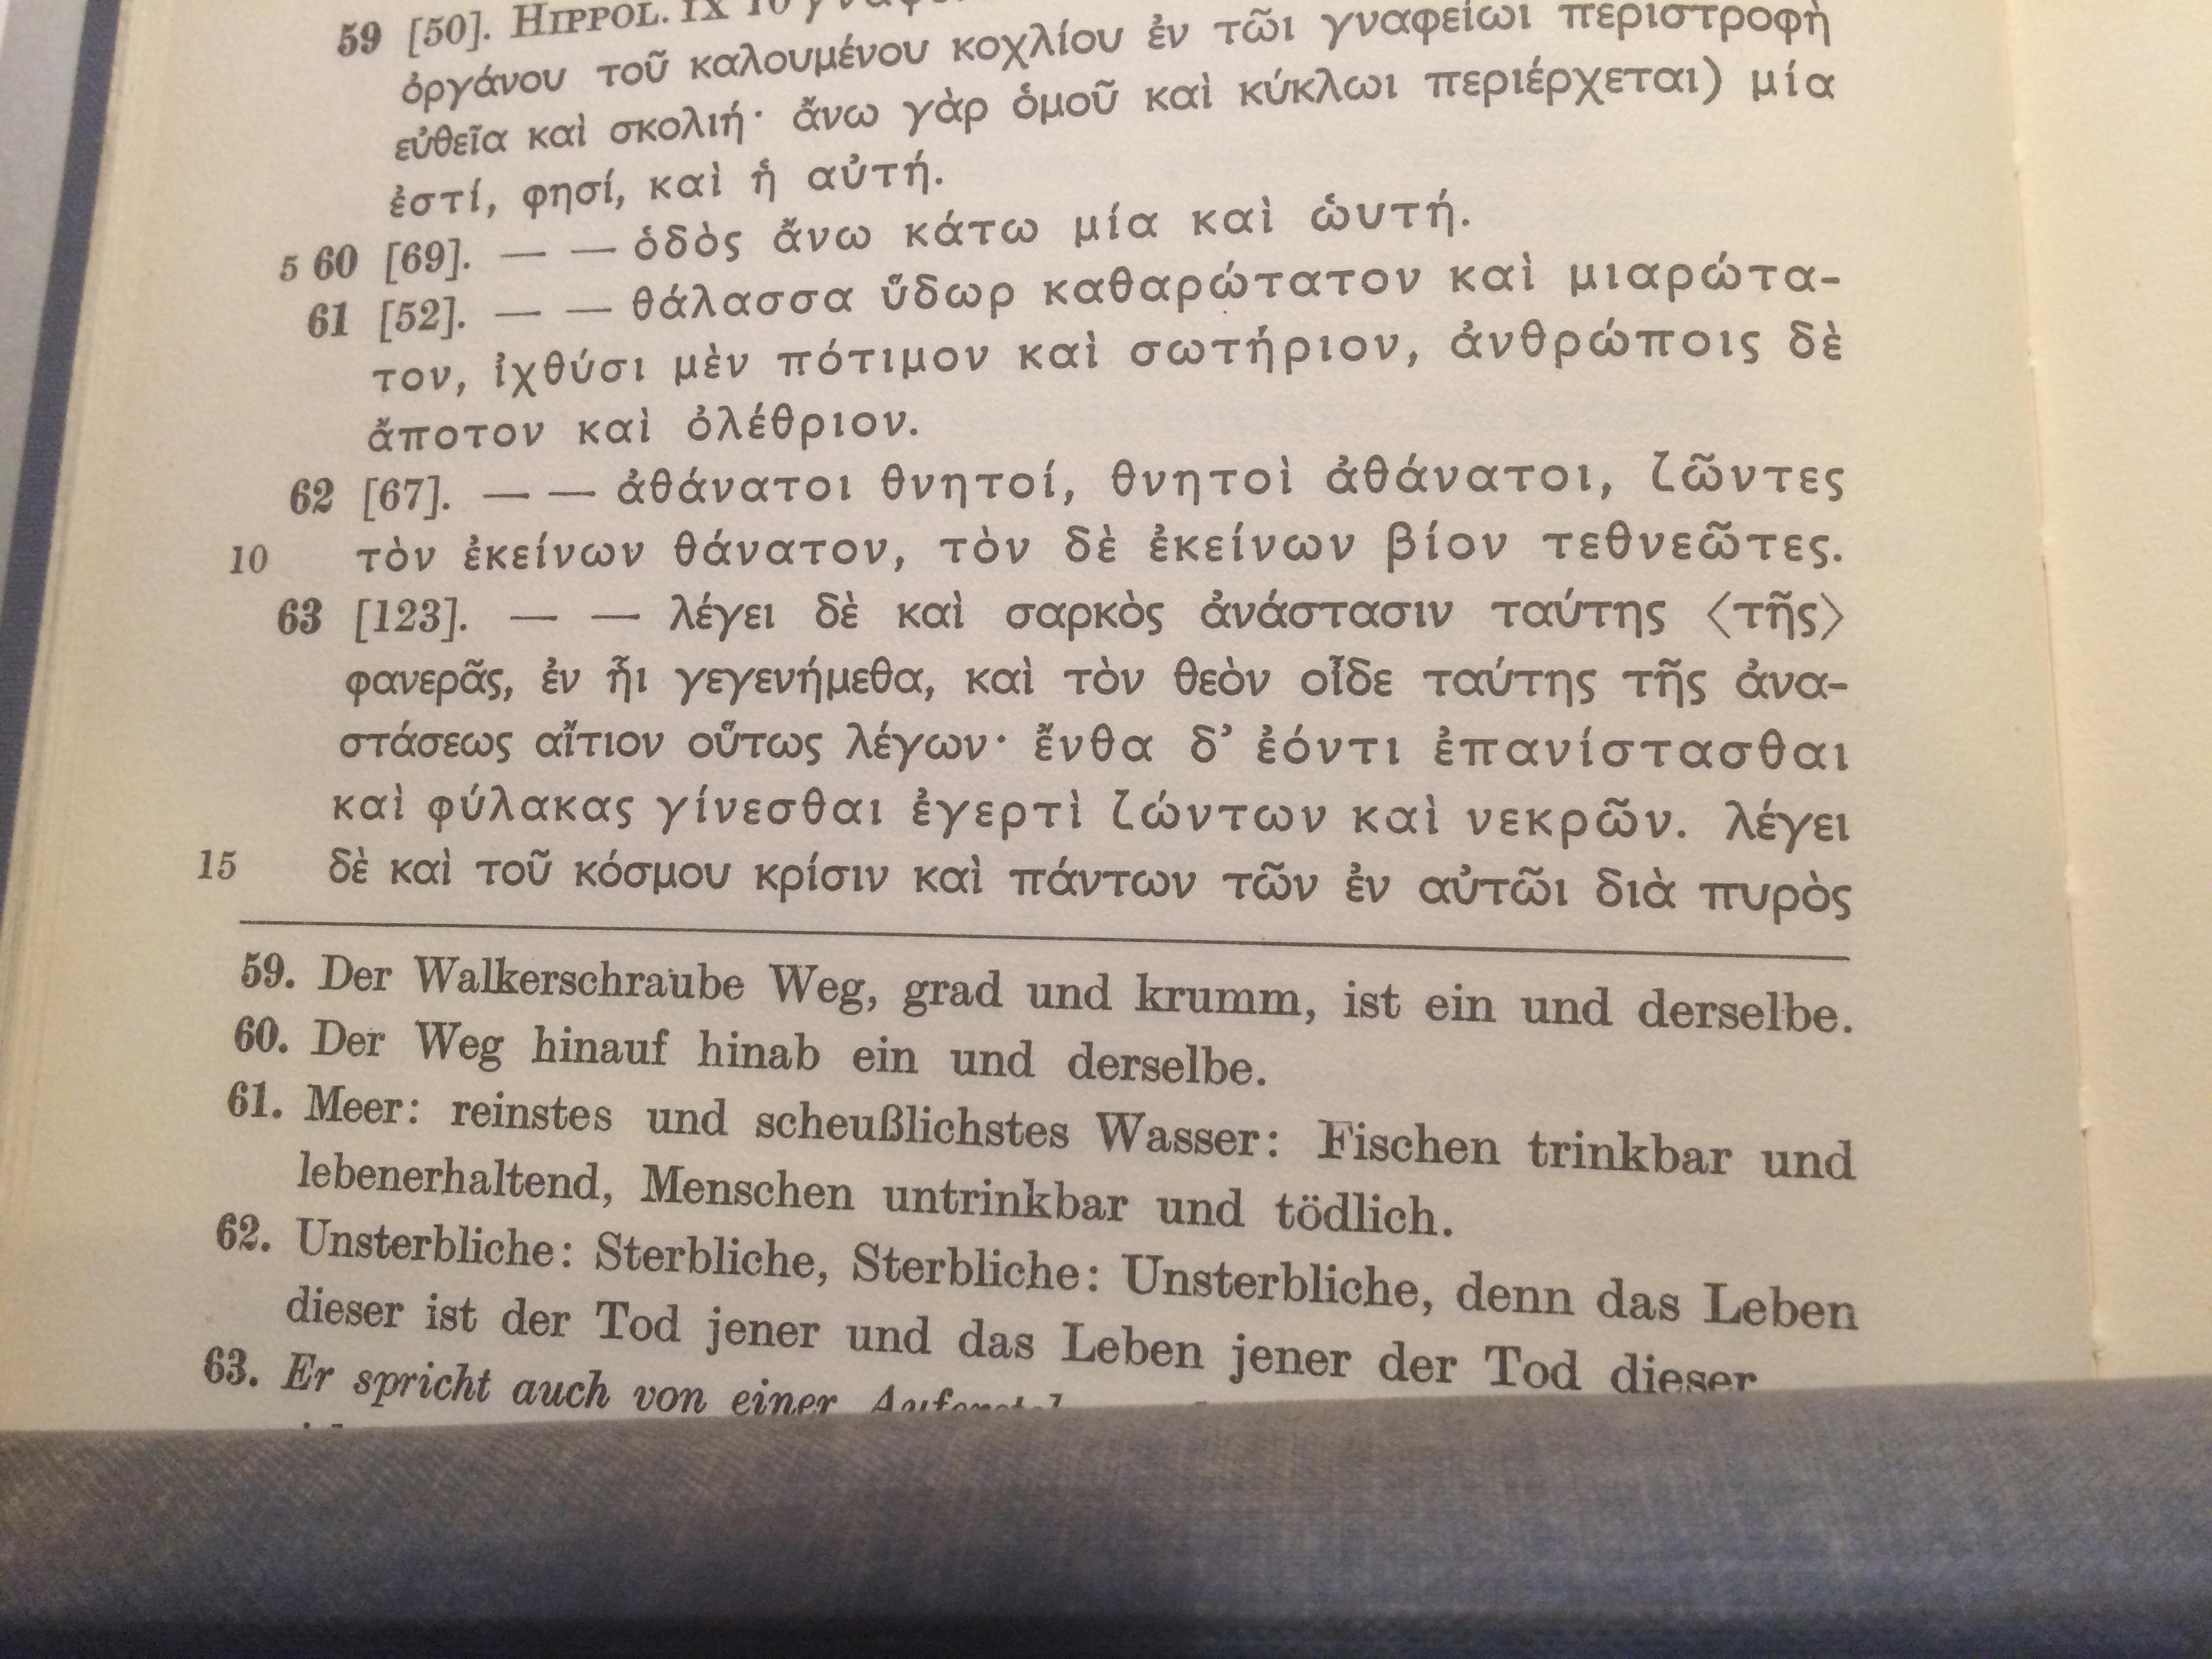 59 [50]. HIPPOL. IX 10
ὀργάνου τοῦ καλουμένου κοχλίου ἐν τῶι γναφείωι περιστροφὴ
εὐθεῖα καὶ σκολιή· ἄνω γὰρ ὁμοῦ καὶ κύκλωι περιέρχεται) μία
ἐστί, φησί, καὶ ἡ αὐτή.
5 60 [69]. — — ὁδὸς ἄνω κάτω μία καὶ ὡυτή.
61 [52]. — — θάλασσα ὕδωρ καθαρώτατον καὶ μιαρώτα-
τον, ἰχθύσι μὲν πότιμον καὶ σωτήριον, ἀνθρώποις δὲ
ἄποτον καὶ ὀλέθριον.
62 [67]. — — ἀθάνατοι θνητοί, θνητοὶ ἀθάνατοι, ζῶντες
10 τὸν ἐκείνων θάνατον, τὸν δὲ ἐκείνων βίον τεθνεῶτες.
63 [123]. — — λέγει δὲ καὶ σαρκὸς ἀνάστασιν ταύτης ⟨τῆς⟩
φανερᾶς, ἐν ἧι γεγενήμεθα, καὶ τὸν θεὸν οἶδε ταύτης τῆς ἀνα-
στάσεως αἴτιον οὕτως λέγων· ἔνθα δ’ ἐόντι ἐπανίστασθαι
καὶ φύλακας γίνεσθαι ἐγερτὶ ζώντων καὶ νεκρῶν. λέγει
15 δὲ καὶ τοῦ κόσμου κρίσιν καὶ πάντων τῶν ἐν αὐτῶι διὰ πυρὸς
59. Der Walkerschraube Weg, grad und krumm, ist ein und derselbe.
60. Der Weg hinauf hinab ein und derselbe.
61. Meer: reinstes und scheußlichstes Wasser: Fischen trinkbar und
lebenerhaltend, Menschen untrinkbar und tödlich.
62. Unsterbliche: Sterbliche, Sterbliche: Unsterbliche, denn das Leben
dieser ist der Tod jener und das Leben jener der Tod dieser
63. Er spricht auch von einer